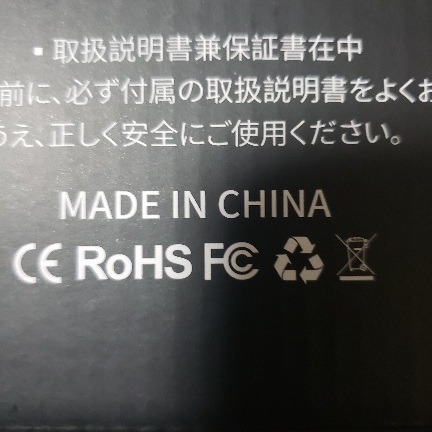 ▪取扱説明書兼保証書在中
前に、必ず付属の取扱説明書をよくお
うえ、正しく安全にご使用ください。
MADE IN CHINA
CE RoHS FC